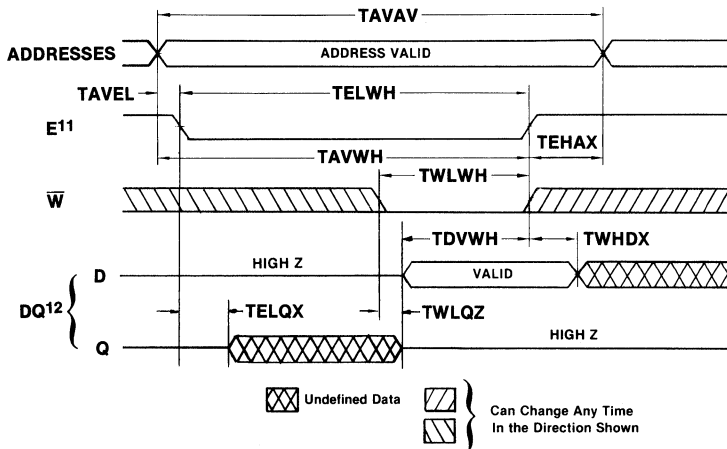 TAVAV
ADDRESSES
ADDRESS VALID
TAVEL
TELWH
E11
TEHAX
TAVWH
TWLWH
W
TDVWH
TWHDX
D
HIGH Z
VALID
DQ12
TELQX
TWLQZ
HIGH Z
Q
Undefined Data
Can Change Any Time
In the Direction Shown